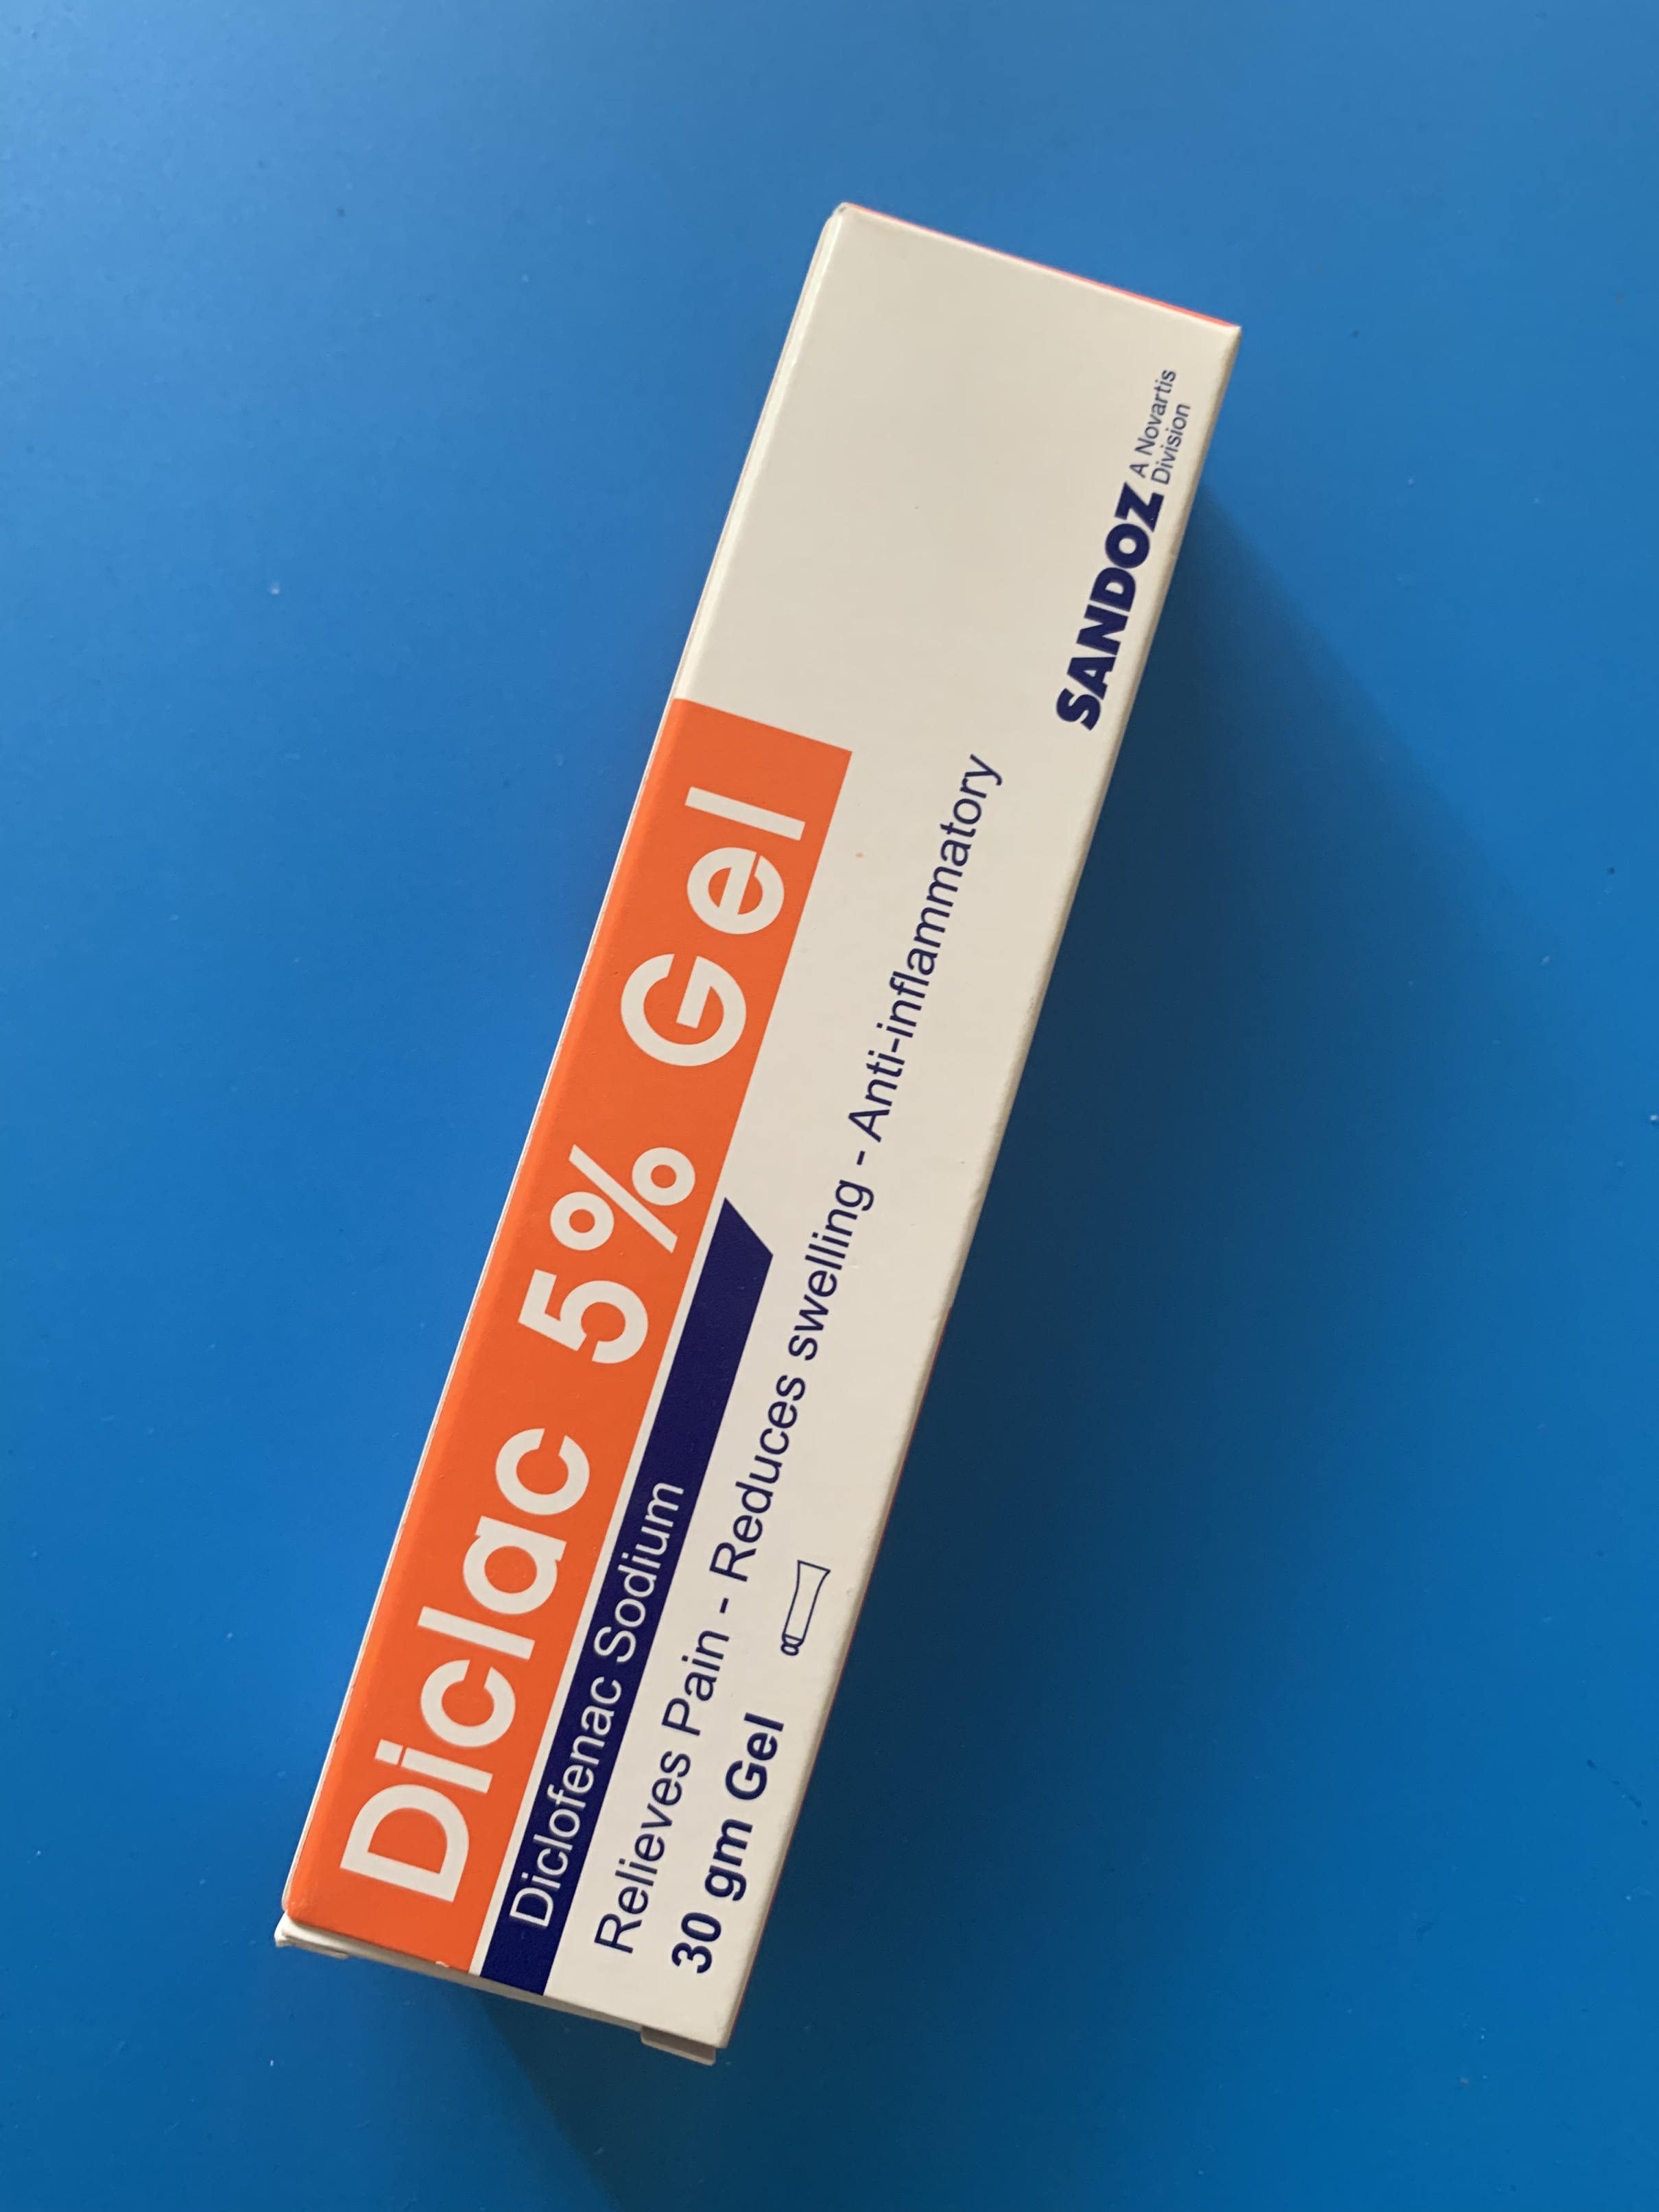 Diclac 5% Gel
Diclofenac Sodium
Relieves Pain - Reduces swelling - Anti-inflammatory
30 gm Gel
SANDOZ A Novartis
Division